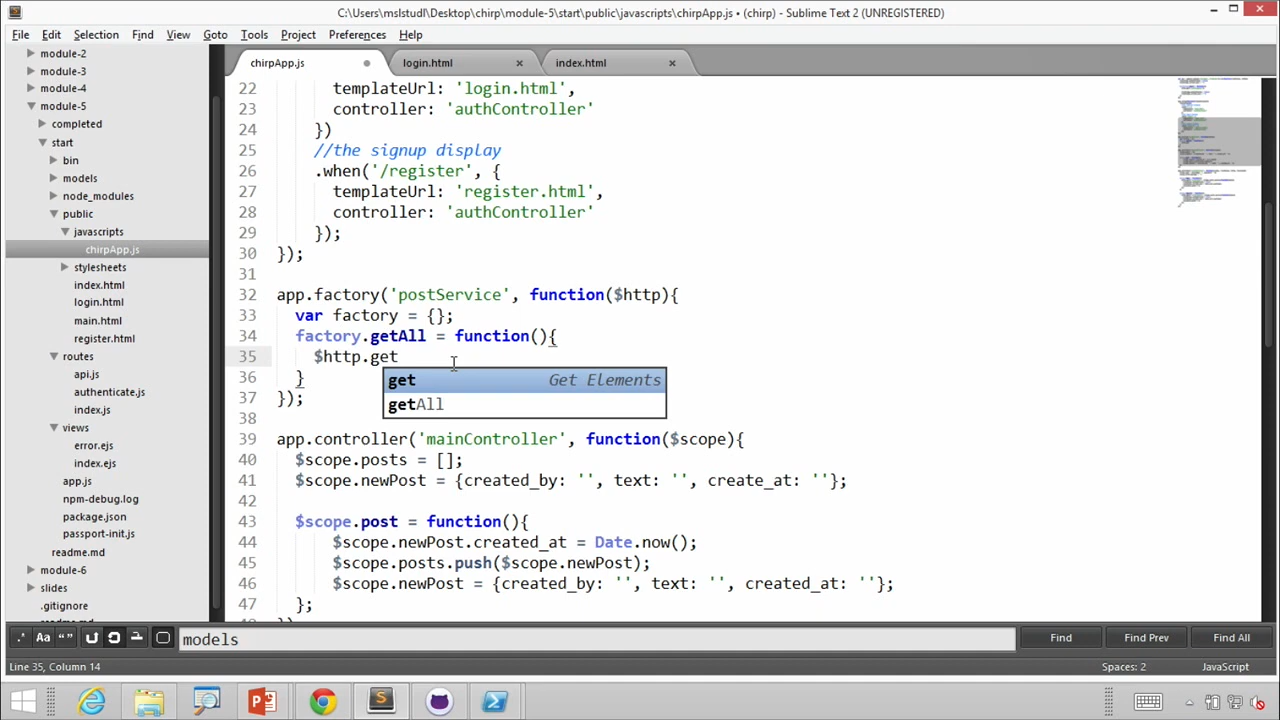 C:\Users\mslstudl\Desktop\chirp\module-5\start\public\javascripts\chirpApp.js • (chirp) - Sublime Text 2 (UNREGISTERED)
File Edit Selection Find View Goto Tools Project Preferences Help
module-2
module-3
module-4
module-5
completed
start
bin
models
node_modules
public
javascripts
chirpApp.js
stylesheets
index.html
login.html
main.html
register.html
routes
api.js
authenticate.js
index.js
views
error.ejs
index.ejs
app.js
npm-debug.log
package.json
passport-init.js
readme.md
module-6
slides
.gitignore
chirpApp.js login.html index.html
22 templateUrl: 'login.html',
23 controller: 'authController'
24 })
25 //the signup display
26 .when('/register', {
27 templateUrl: 'register.html',
28 controller: 'authController'
29 });
30 });
31
32 app.factory('postService', function($http){
33 var factory = {};
34 factory.getAll = function(){
35 $http.get
36 }
37 });
38
39 app.controller('mainController', function($scope){
40 $scope.posts = [];
41 $scope.newPost = {created_by: '', text: '', create_at: ''};
42
43 $scope.post = function(){
44 $scope.newPost.created_at = Date.now();
45 $scope.posts.push($scope.newPost);
46 $scope.newPost = {created_by: '', text: '', created_at: ''};
47 };
get Get Elements
getAll
.* Aa “” models Find Find Prev Find All
Line 35, Column 14 Spaces: 2 JavaScript